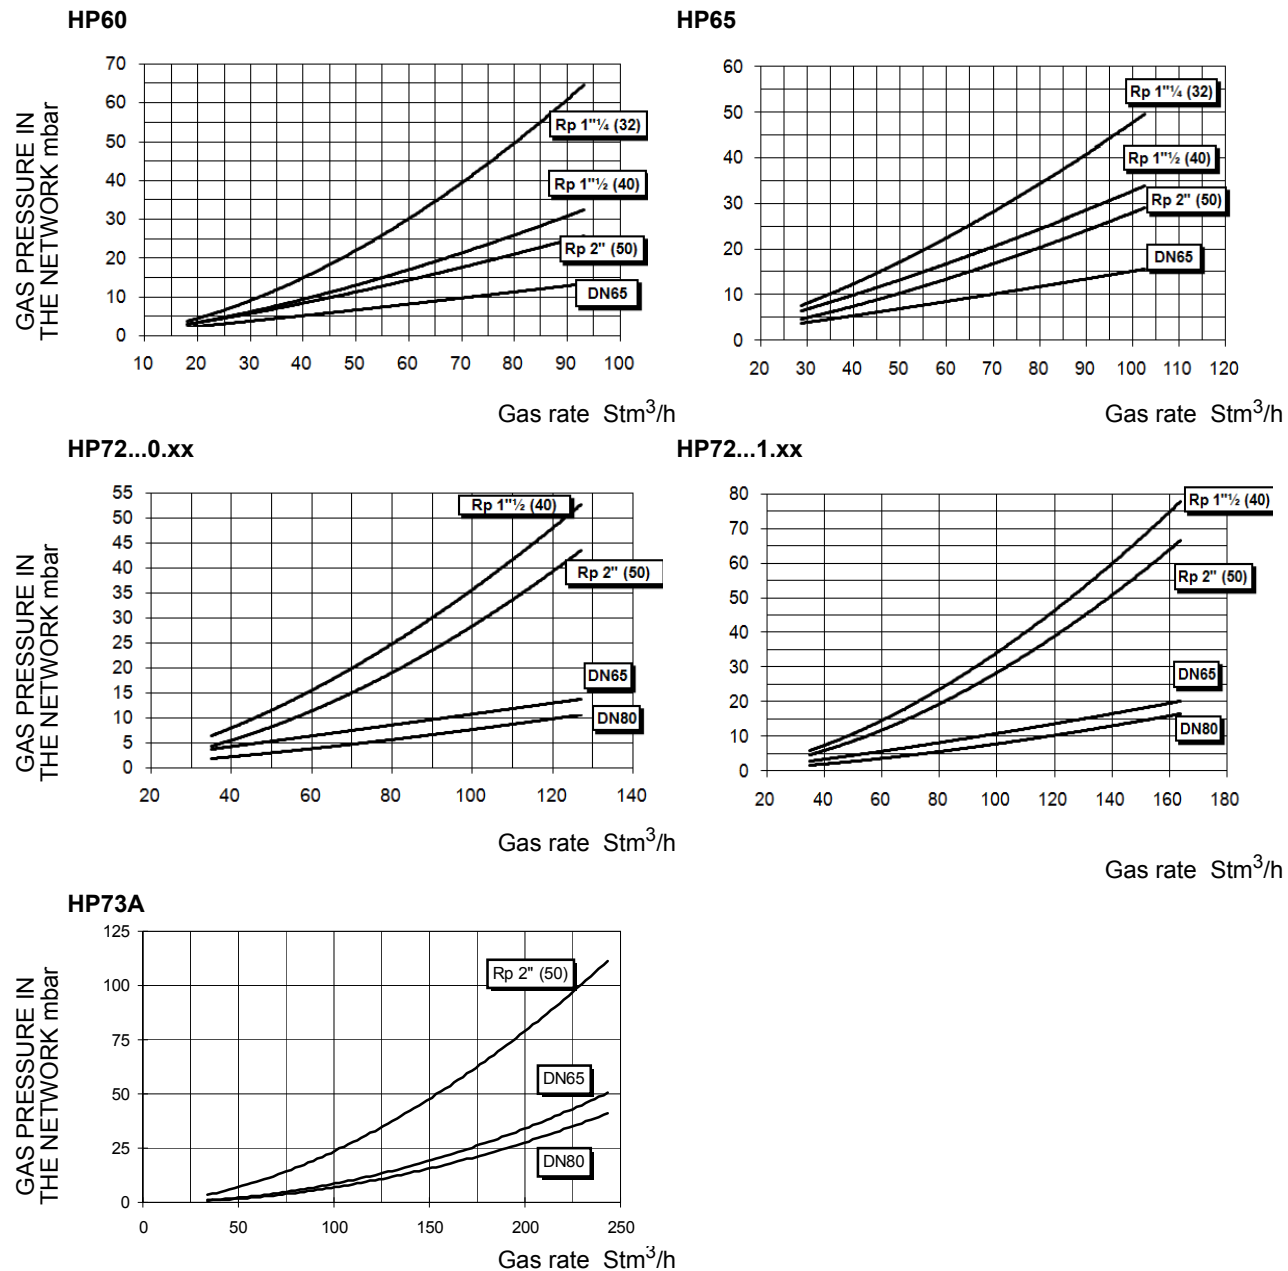 HP60
HP65
GAS PRESSURE IN
THE NETWORK mbar
70
60
50
40
30
20
10
0
10 20 30 40 50 60 70 80 90 100
Rp 1"¼ (32)
Rp 1"½ (40)
Rp 2" (50)
DN65
Gas rate Stm³/h
60
50
40
30
20
10
0
20 30 40 50 60 70 80 90 100 110 120
Rp 1"¼ (32)
Rp 1"½ (40)
Rp 2" (50)
DN65
Gas rate Stm³/h
HP72...0.xx
HP72...1.xx
GAS PRESSURE IN
THE NETWORK mbar
55
50
45
40
35
30
25
20
15
10
5
0
20 40 60 80 100 120 140
Rp 1"½ (40)
Rp 2" (50)
DN65
DN80
Gas rate Stm³/h
80
70
60
50
40
30
20
10
0
20 40 60 80 100 120 140 160 180
Rp 1"½ (40)
Rp 2" (50)
DN65
DN80
Gas rate Stm³/h
HP73A
GAS PRESSURE IN
THE NETWORK mbar
125
100
75
50
25
0
0 50 100 150 200 250
Rp 2" (50)
DN65
DN80
Gas rate Stm³/h